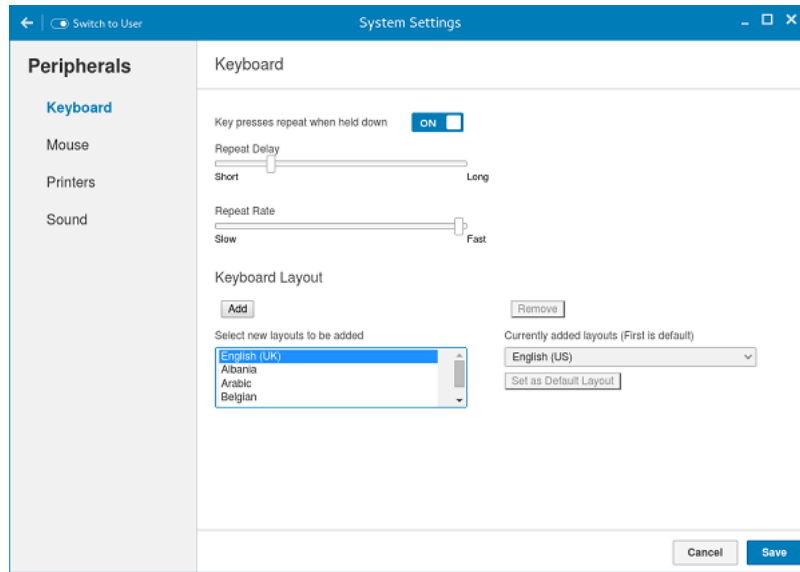 Switch to User
System Settings
Peripherals
Keyboard
Mouse
Printers
Sound
Keyboard
Key presses repeat when held down
ON
Repeat Delay
Short Long
Repeat Rate
Slow Fast
Keyboard Layout
Add
Select new layouts to be added
English (UK)
Albania
Arabic
Belgian
Remove
Currently added layouts (First is default)
English (US)
Set as Default Layout
Cancel Save